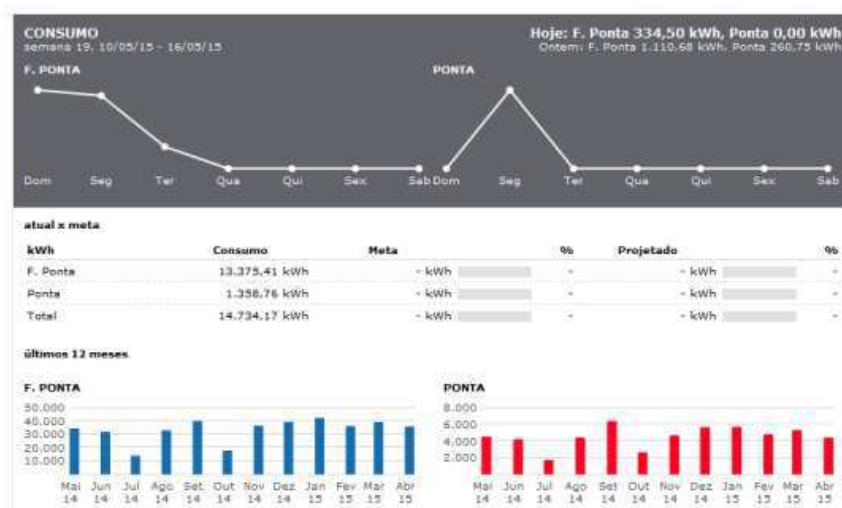 CONSUMO
semana 19, 10/05/15 - 16/05/15
Hoje: F. Ponta 334,50 kWh, Ponta 0,00 kWh
Ontem: F. Ponta 1.110,68 kWh, Ponta 260,75 kWh
F. PONTA
PONTA
Dom Seg Ter Qua Qui Sex Sab
Dom Seg Ter Qua Qui Sex Sab
atual x meta
kWh Consumo Meta % Projetado %
F. Ponta 13.375,41 kWh - kWh - - kWh -
Ponta 1.358,76 kWh - kWh - - kWh -
Total 14.734,17 kWh - kWh - - kWh -
últimos 12 meses
F. PONTA
50.000
40.000
30.000
20.000
10.000
Mai Jun Jul Ago Set Out Nov Dez Jan Fev Mar Abr
14 14 14 14 14 14 14 14 15 15 15 15
PONTA
8.000
6.000
4.000
2.000
Mai Jun Jul Ago Set Out Nov Dez Jan Fev Mar Abr
14 14 14 14 14 14 14 14 15 15 15 15